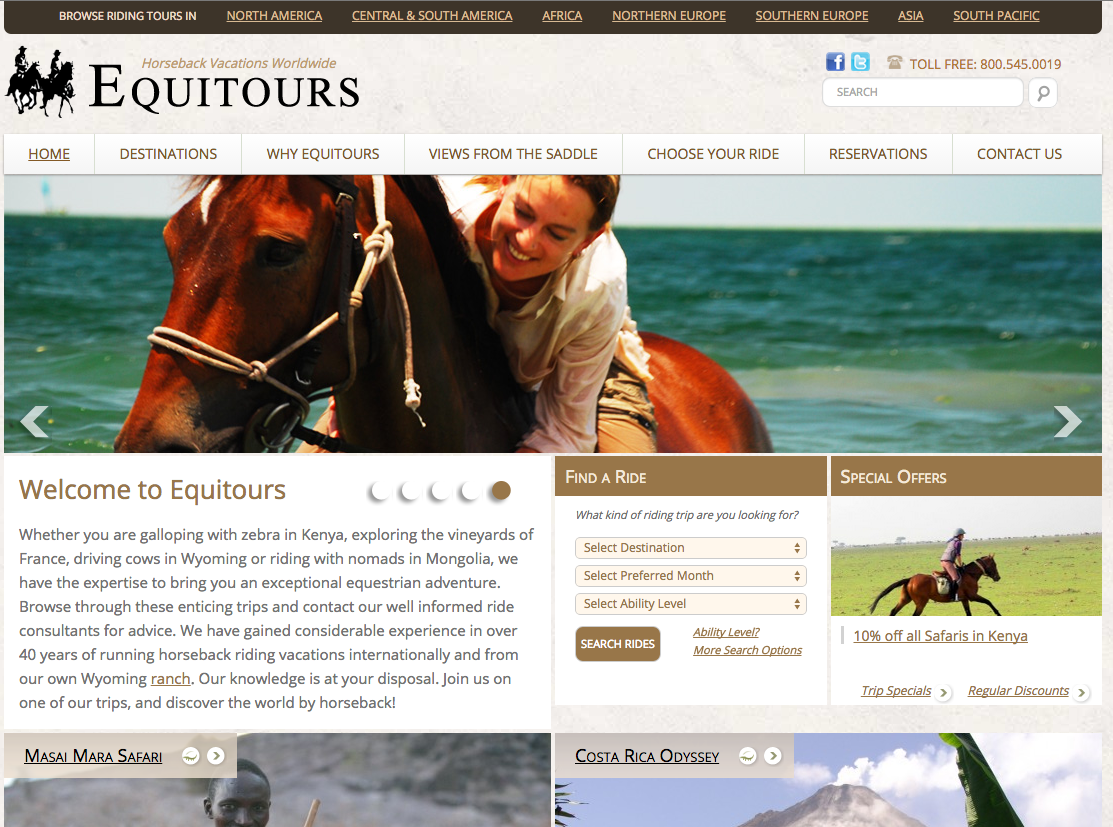 BROWSE RIDING TOURS IN NORTH AMERICA CENTRAL & SOUTH AMERICA AFRICA NORTHERN EUROPE SOUTHERN EUROPE ASIA SOUTH PACIFIC
Horseback Vacations Worldwide
EQUITOURS
f t TOLL FREE: 800.545.0019
SEARCH
HOME DESTINATIONS WHY EQUITOURS VIEWS FROM THE SADDLE CHOOSE YOUR RIDE RESERVATIONS CONTACT US
Welcome to Equitours
Whether you are galloping with zebra in Kenya, exploring the vineyards of
France, driving cows in Wyoming or riding with nomads in Mongolia, we
have the expertise to bring you an exceptional equestrian adventure.
Browse through these enticing trips and contact our well informed ride
consultants for advice. We have gained considerable experience in over
40 years of running horseback riding vacations internationally and from
our own Wyoming ranch. Our knowledge is at your disposal. Join us on
one of our trips, and discover the world by horseback!
FIND A RIDE
What kind of riding trip are you looking for?
Select Destination
Select Preferred Month
Select Ability Level
SEARCH RIDES
Ability Level?
More Search Options
SPECIAL OFFERS
10% off all Safaris in Kenya
Trip Specials Regular Discounts
MASAI MARA SAFARI
COSTA RICA ODYSSEY